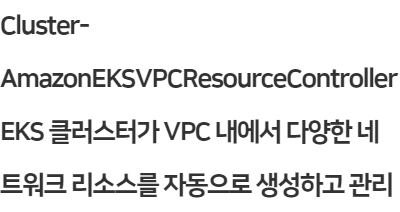 Cluster-
AmazonEKSVPCResourceController
EKS 클러스터가 VPC 내에서 다양한 네
트워크 리소스를 자동으로 생성하고 관리